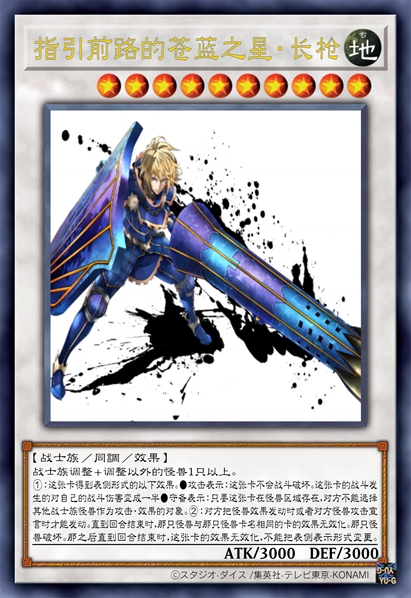 指引前路的苍蓝之星·长枪
地
【战士族／同調／效果】
战士族调整+调整以外的怪兽1只以上。
①：这张卡得到表侧形式的以下效果。●攻击表示：这张卡不会战斗破坏。这张卡的战斗发
生的对自己的战斗伤害变成一半●守备表示：只要这张卡在怪兽区域存在，对方不能选择
其他战士族怪兽作为攻击·效果的对象。②：对方把怪兽效果发动时或者对方怪兽攻击宣
言时才能发动。直到回合结束时，那只怪兽与那只怪兽卡名相同的卡的效果无效化。那只怪
兽破坏。那之后直到回合结束时，这张卡的效果无效化，不能把表侧表示形式变更。
ATK/3000 DEF/3000
©スタジオ·ダイス /集英社·テレビ東京·KONAMI